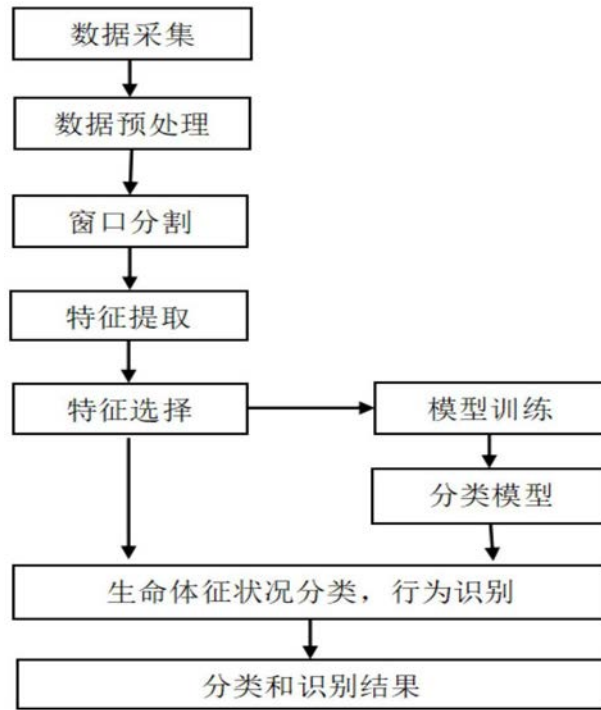 数据采集
数据预处理
窗口分割
特征提取
特征选择
模型训练
分类模型
生命体征状况分类，行为识别
分类和识别结果